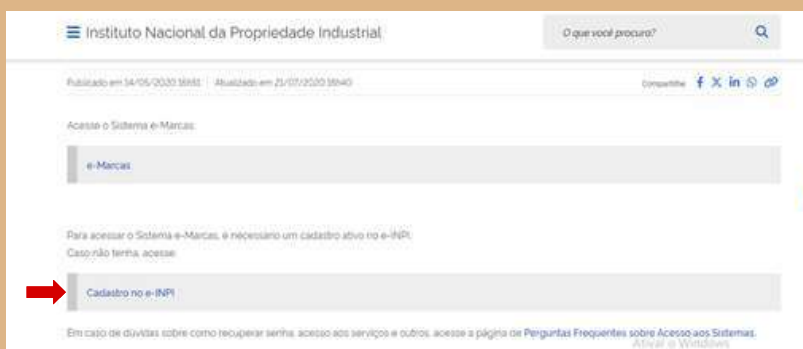 Instituto Nacional da Propriedade Industrial
O que você procura?
Publicado em 14/05/2020 Atualizado em 21/07/2020 16h40
Compartilhe
Acesse o Sistema e-Marcas:
e-Marcas
Para acessar o Sistema e-Marcas, é necessário um cadastro ativo no e-INPI.
Caso não tenha, acesse:
Cadastro no e-INPI
Em caso de dúvidas sobre como recuperar senha, acesso aos serviços e outros, acesse a página de Perguntas Frequentes sobre Acesso aos Sistemas.
Ativar o Windows